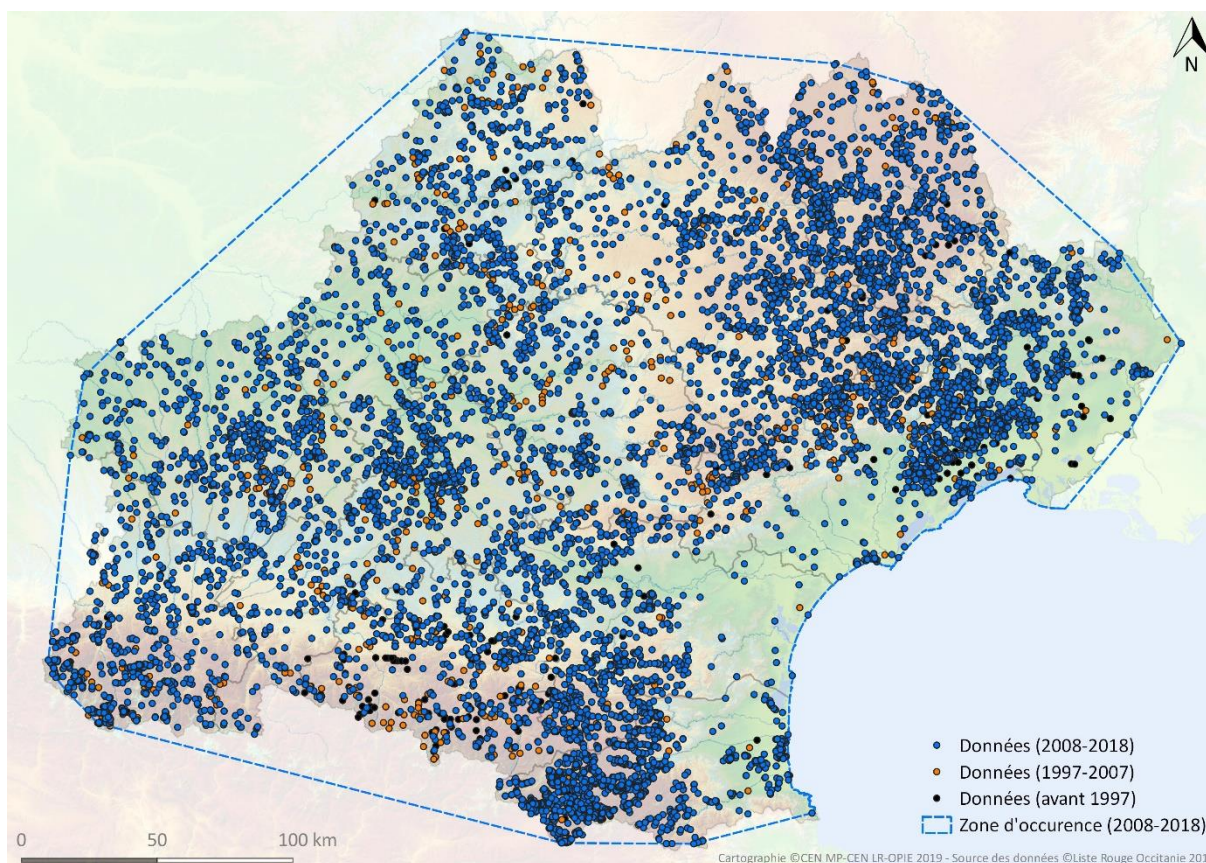 N
Données (2008-2018)
Données (1997-2007)
Données (avant 1997)
Zone d'occurence (2008-2018)
0 50 100 km
Cartographie ©CEN MP-CEN LR-OPIE 2019 - Source des données ©Liste Rouge Occitanie 201